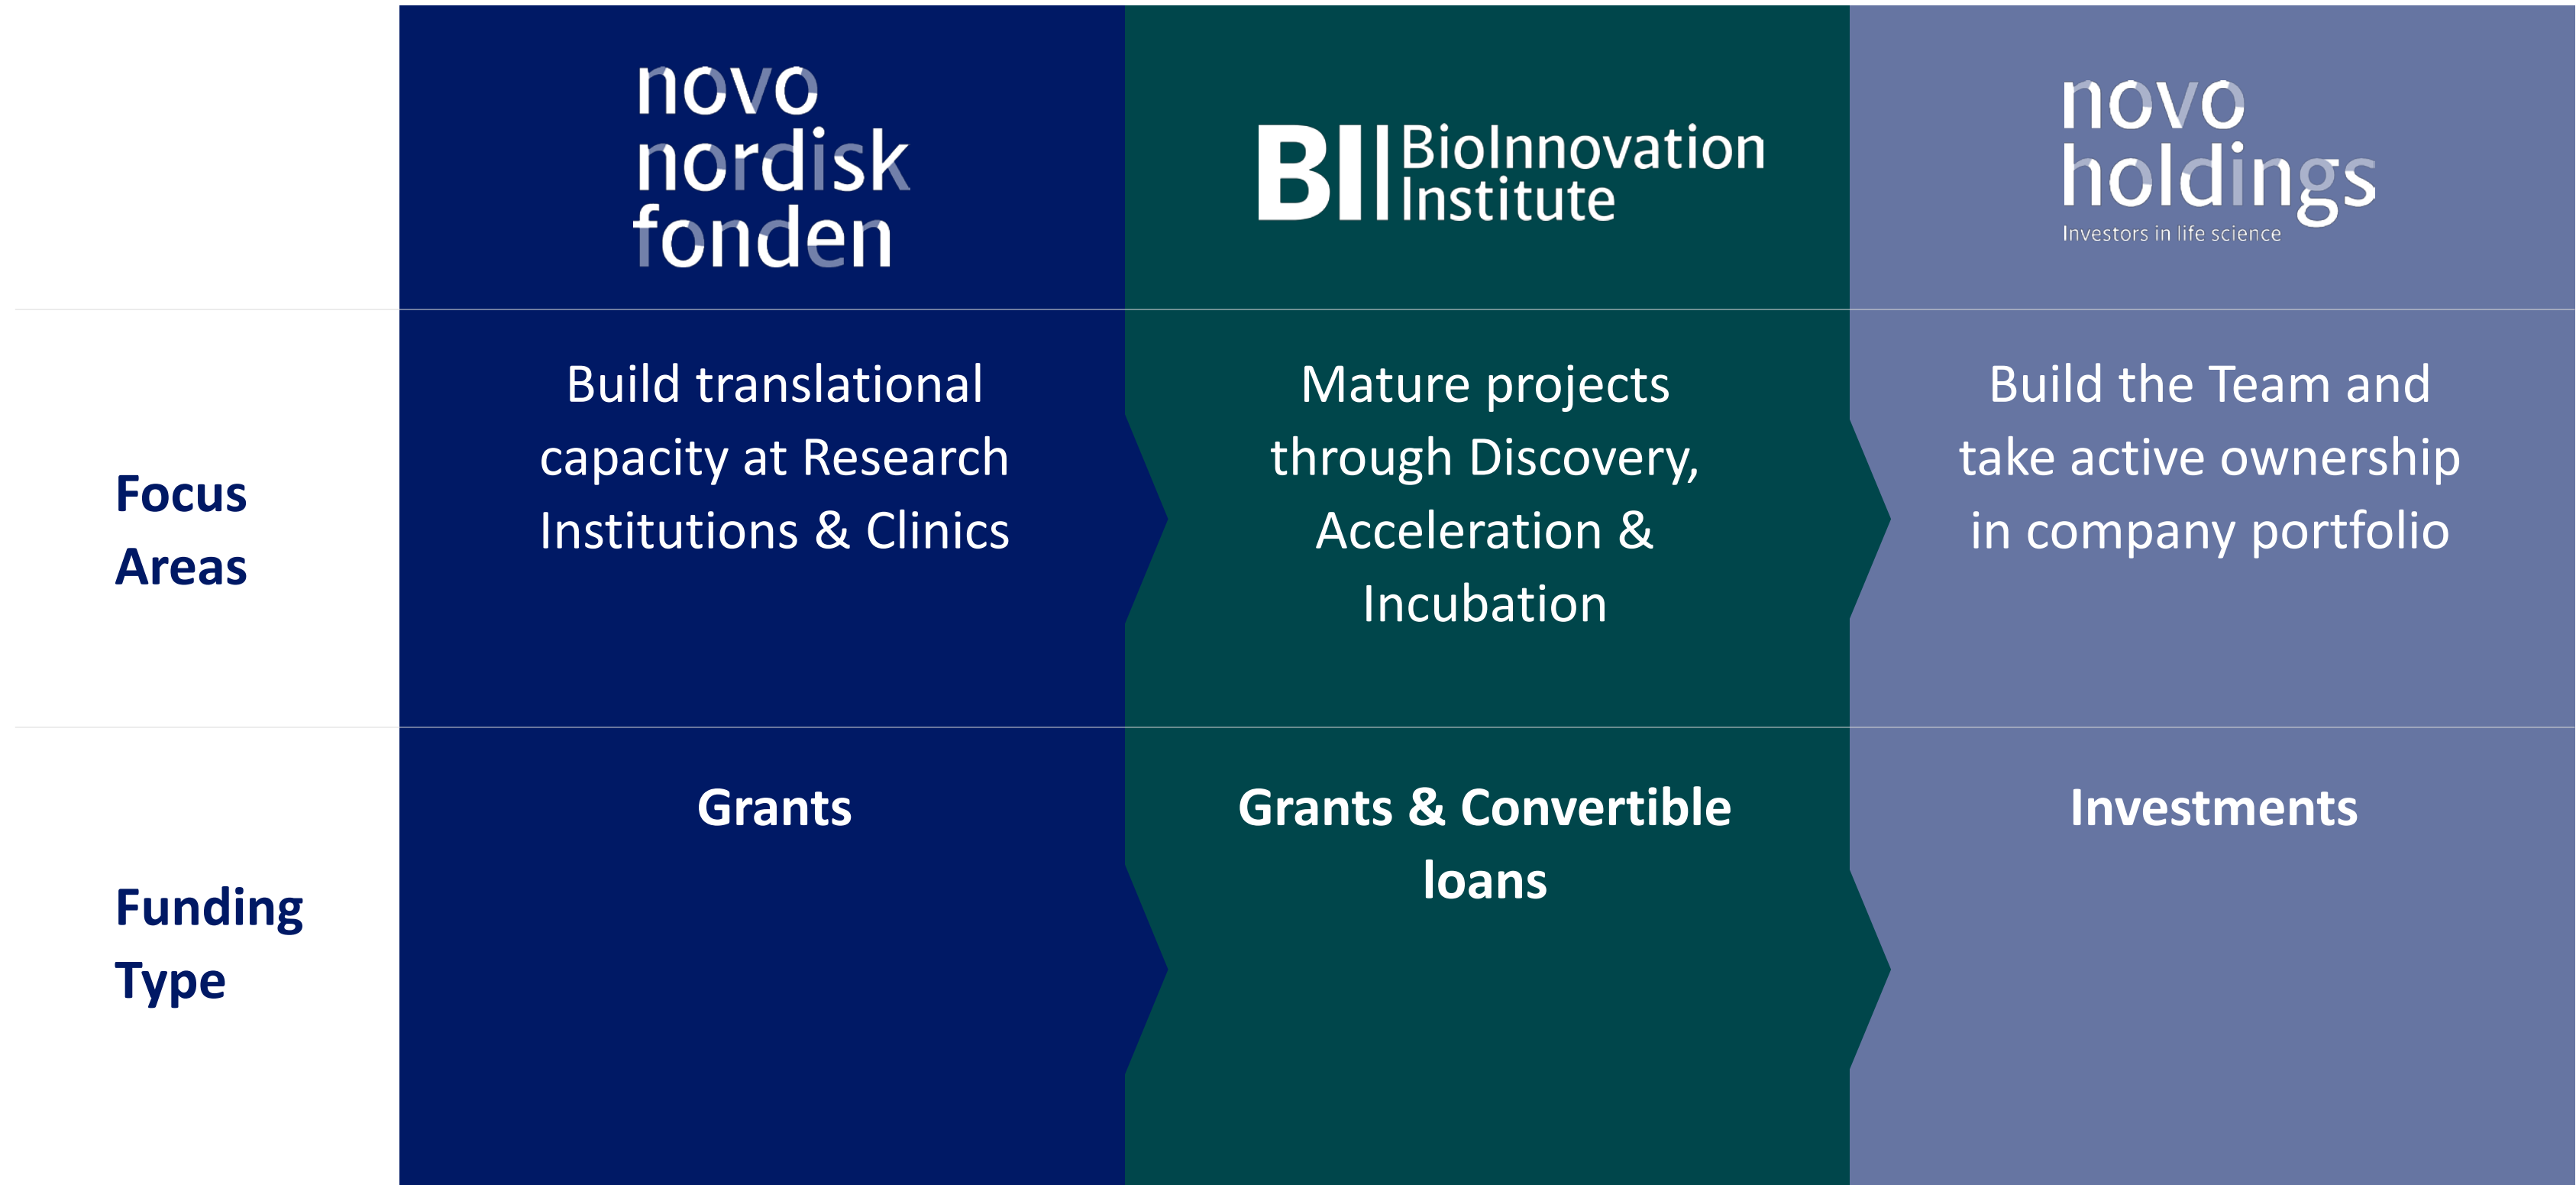 novo
nordisk
fonden
BII BioInnovation
Institute
novo
holdings
Investors in life science
Focus
Areas
Build translational
capacity at Research
Institutions & Clinics
Mature projects
through Discovery,
Acceleration &
Incubation
Build the Team and
take active ownership
in company portfolio
Funding
Type
Grants
Grants & Convertible
loans
Investments